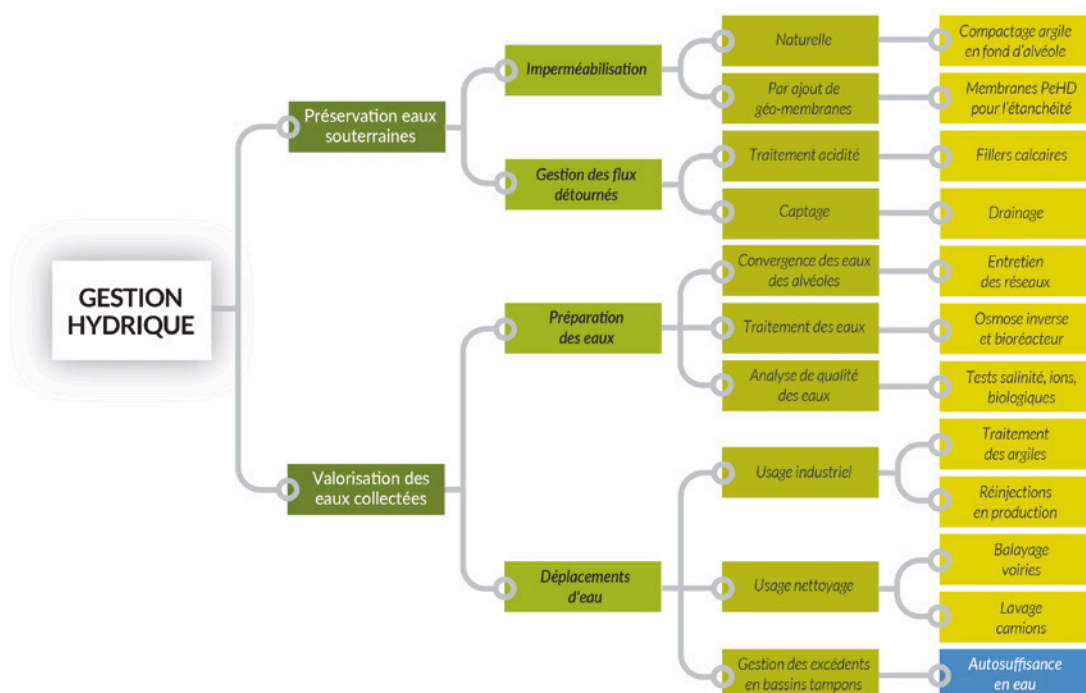 GESTION
HYDRIQUE
Préservation eaux
souterraines
Imperméabilisation
Naturelle
Compactage argile
en fond d'alvéole
Par ajout de
géo-membranes
Membranes PeHD
pour l'étanchéité
Gestion des flux
détournés
Traitement acidité
Fillers calcaires
Captage
Drainage
Valorisation des
eaux collectées
Préparation
des eaux
Convergence des eaux
des alvéoles
Entretien
des réseaux
Traitement des eaux
Osmose inverse
et bioréacteur
Analyse de qualité
des eaux
Tests salinité, ions,
biologiques
Déplacements
d'eau
Usage industriel
Traitement
des argiles
Réinjections
en production
Usage nettoyage
Balayage
voiries
Lavage
camions
Gestion des excédents
en bassins tampons
Autosuffisance
en eau